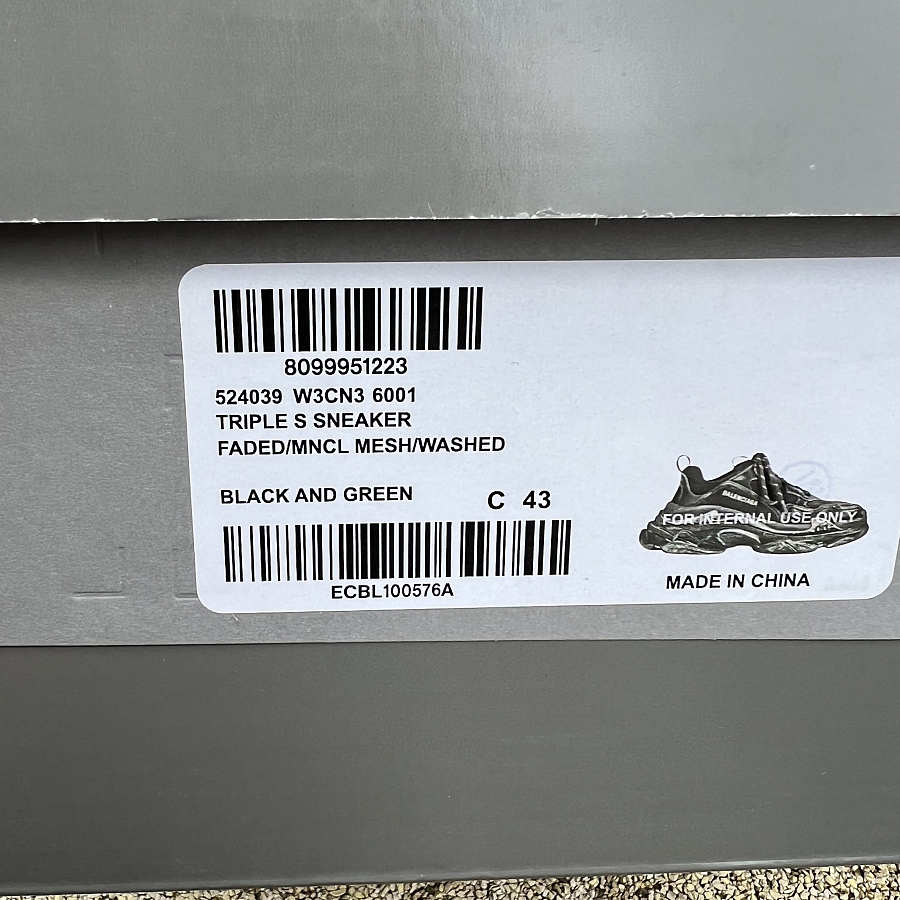 8099951223
524039 W3CN3 6001
TRIPLE S SNEAKER
FADED/MNCL MESH/WASHED
BLACK AND GREEN
C 43
ECBL100576A
BALENCIAGA
FOR INTERNAL USE ONLY
MADE IN CHINA